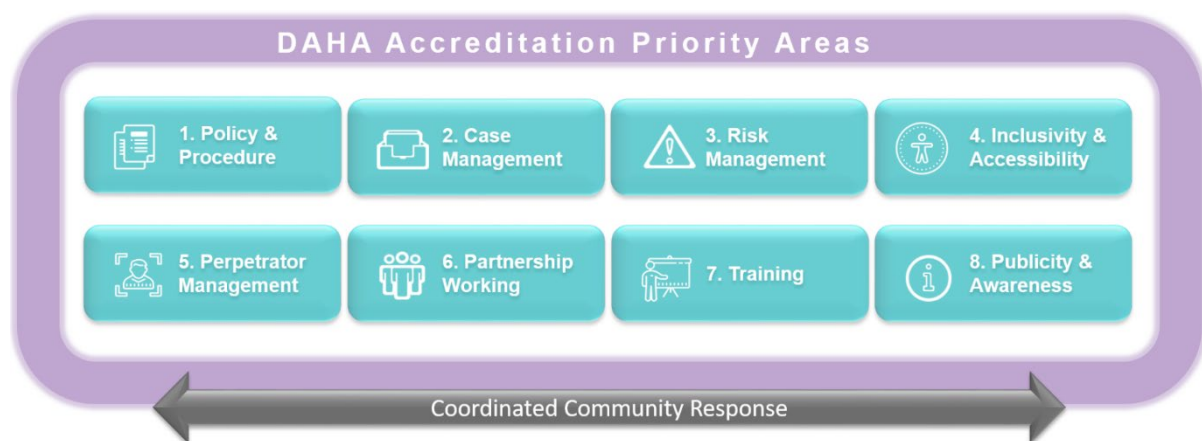 DAHA Accreditation Priority Areas
1. Policy &
Procedure
2. Case
Management
3. Risk
Management
4. Inclusivity &
Accessibility
5. Perpetrator
Management
6. Partnership
Working
7. Training
8. Publicity &
Awareness
Coordinated Community Response